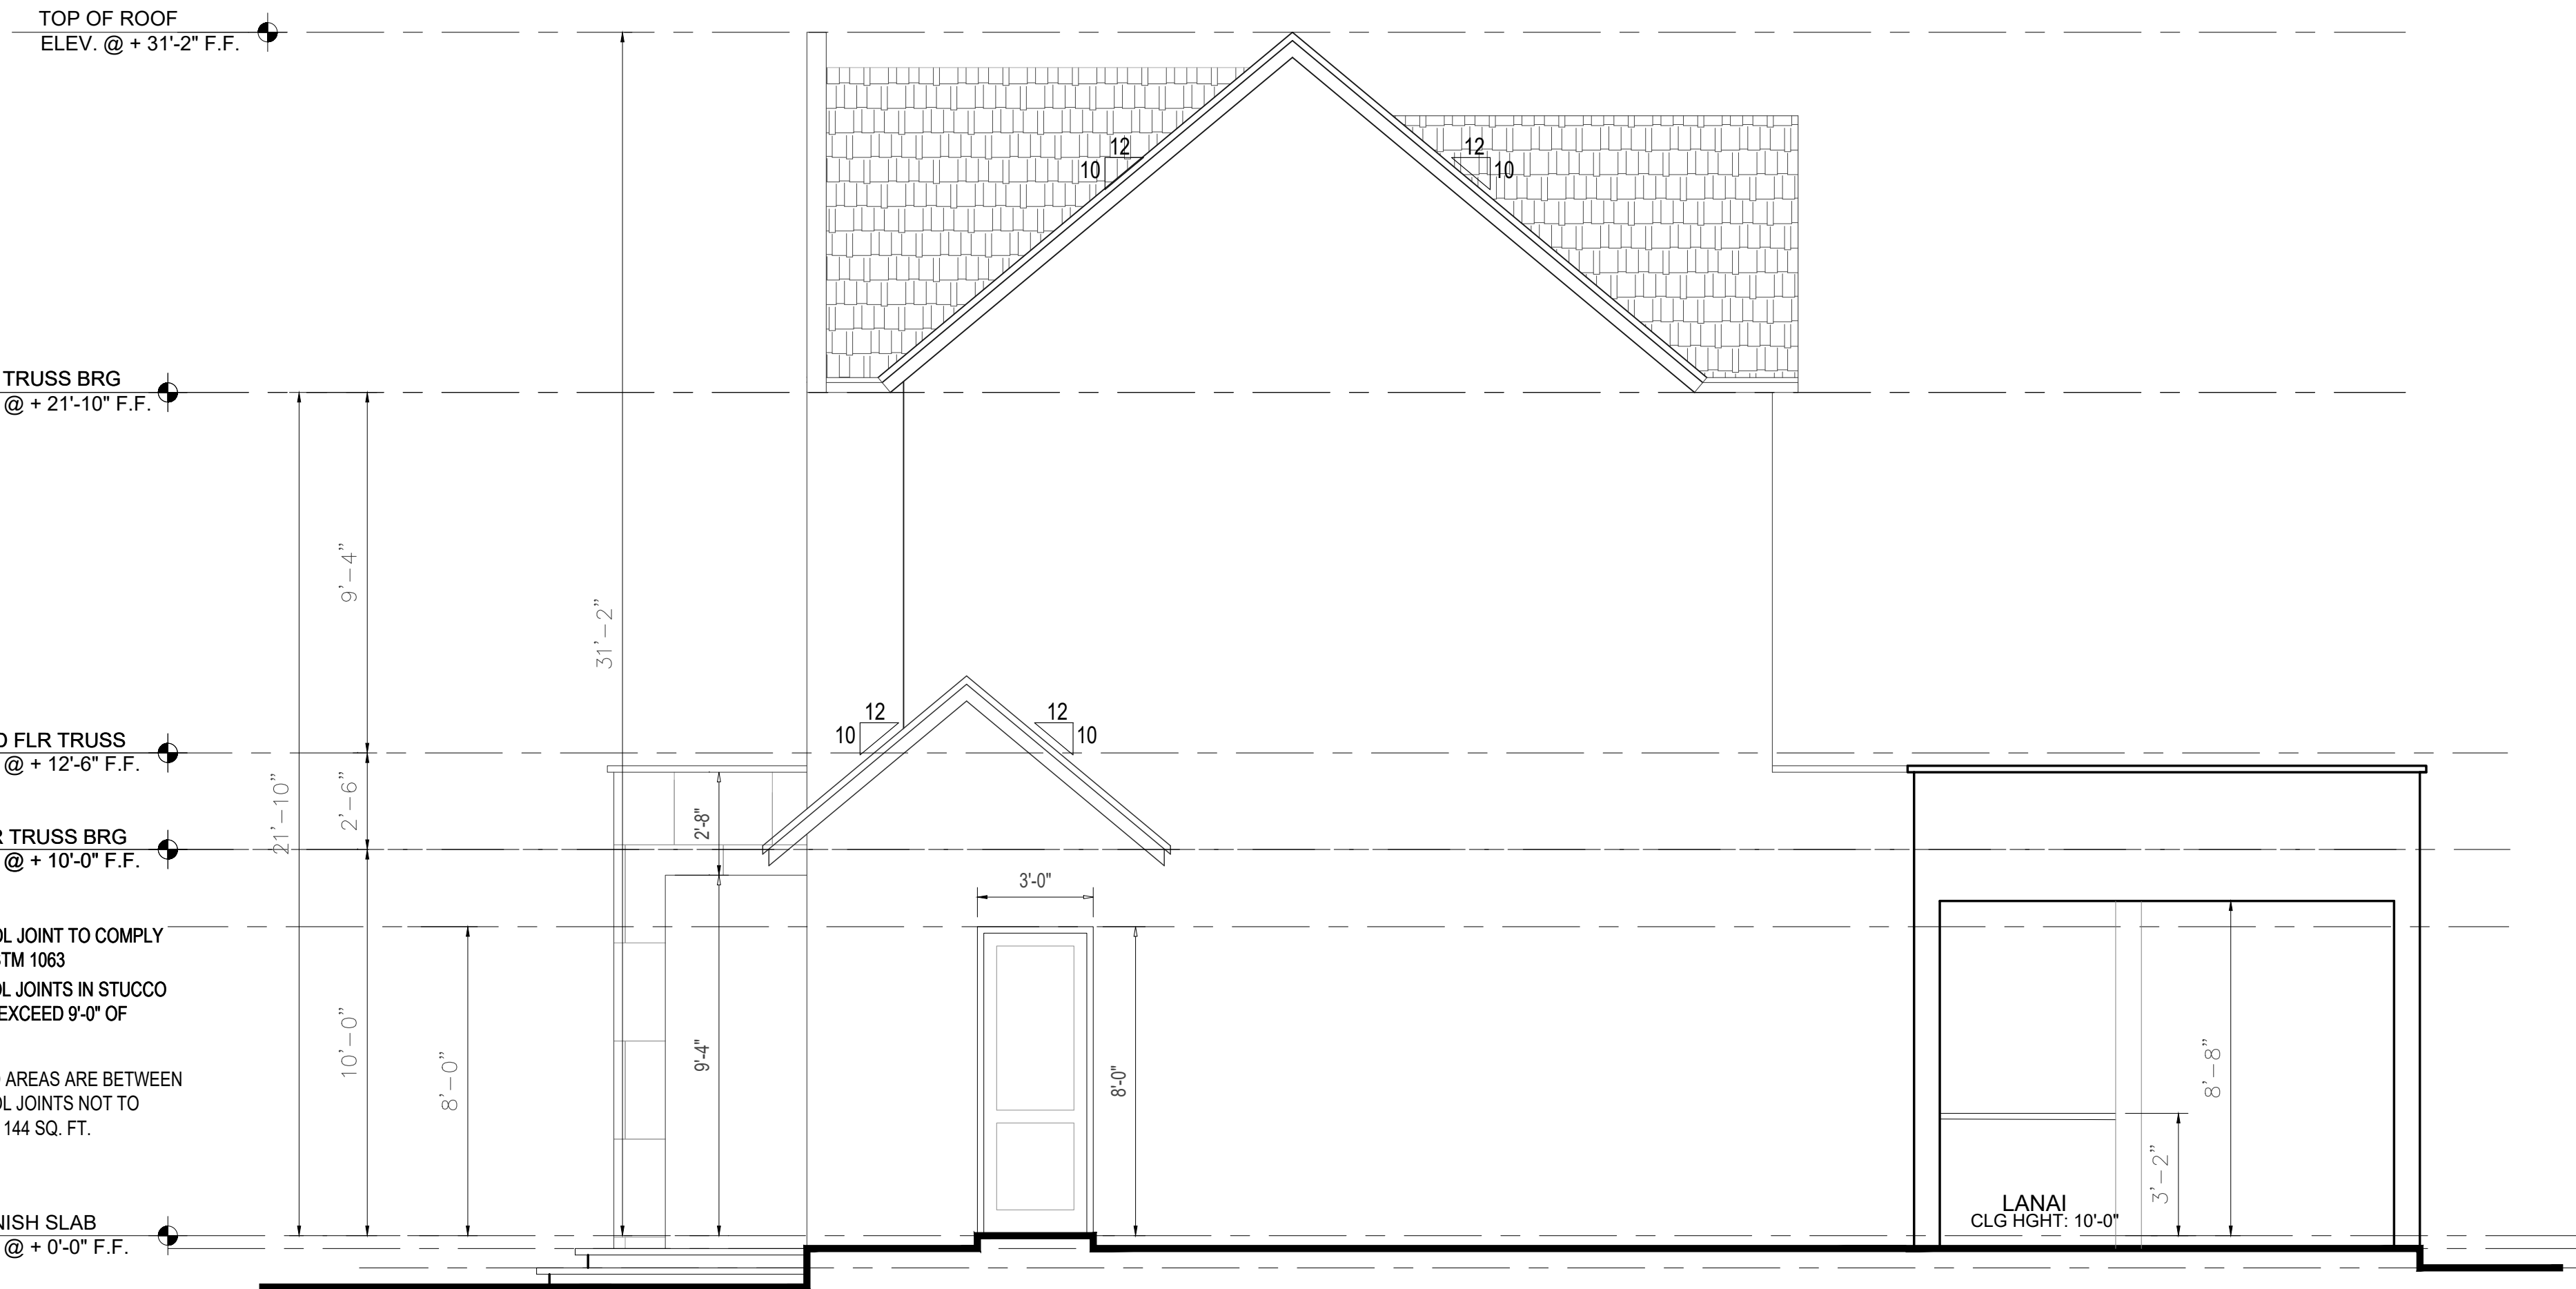 TOP OF ROOF
ELEV. @ + 31'-2" F.F.
12
10
12
10
TRUSS BRG
@ + 21'-10" F.F.
9'-4"
31'-2"
12
10
12
10
FLR TRUSS
@ + 12'-6" F.F.
21'-10"
2'-6"
2'-8"
TRUSS BRG
@ + 10'-0" F.F.
3'-0"
JOINT TO COMPLY
1063
JOINTS IN STUCCO
EXCEED 9'-0" OF
10'-0"
8'-0"
9'-4"
8'-0"
8'-8"
AREAS ARE BETWEEN
JOINTS NOT TO
144 SQ. FT.
3'-2"
LANAI
CLG HGHT: 10'-0"
SLAB
@ + 0'-0" F.F.